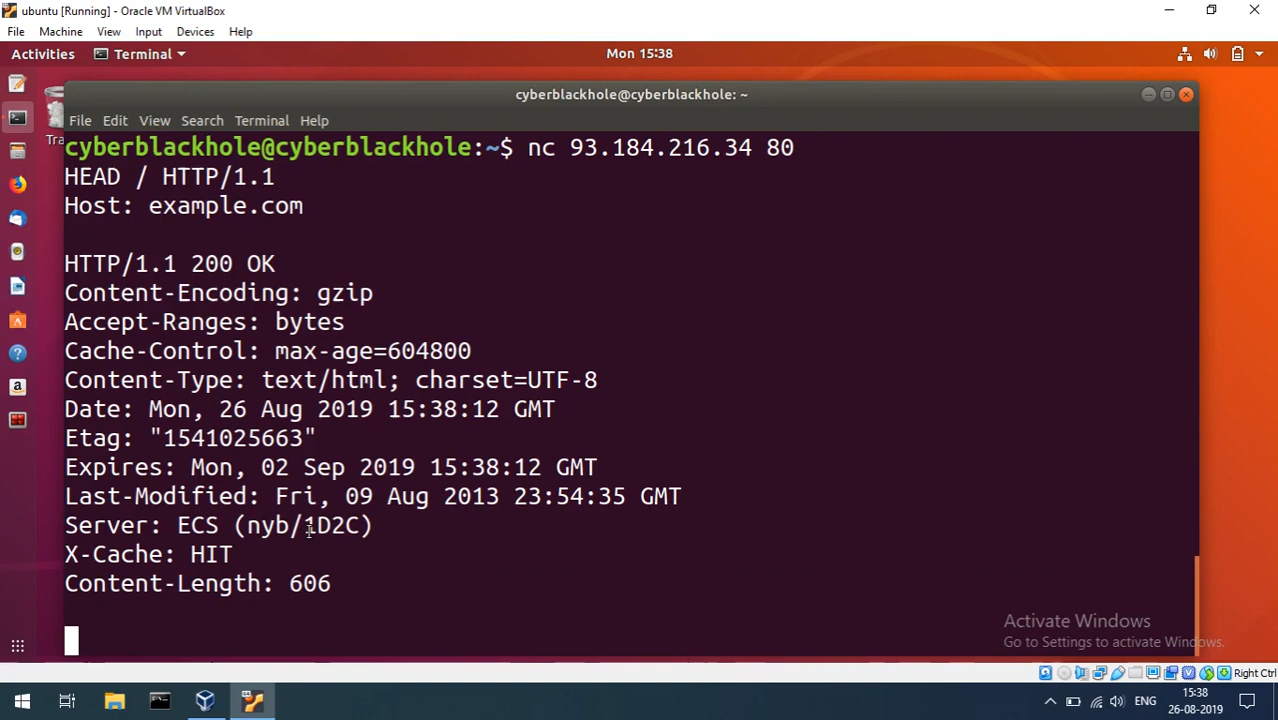 ubuntu [Running] - Oracle VM VirtualBox
File Machine View Input Devices Help
Activities Terminal Mon 15:38
cyberblackhole@cyberblackhole: ~
File Edit View Search Terminal Help
Tra
cyberblackhole@cyberblackhole:~$ nc 93.184.216.34 80
HEAD / HTTP/1.1
Host: example.com
HTTP/1.1 200 OK
Content-Encoding: gzip
Accept-Ranges: bytes
Cache-Control: max-age=604800
Content-Type: text/html; charset=UTF-8
Date: Mon, 26 Aug 2019 15:38:12 GMT
Etag: "1541025663"
Expires: Mon, 02 Sep 2019 15:38:12 GMT
Last-Modified: Fri, 09 Aug 2013 23:54:35 GMT
Server: ECS (nyb/1D2C)
X-Cache: HIT
Content-Length: 606
Activate Windows
Go to Settings to activate Windows.
Right Ctrl
ENG 15:38
26-08-2019